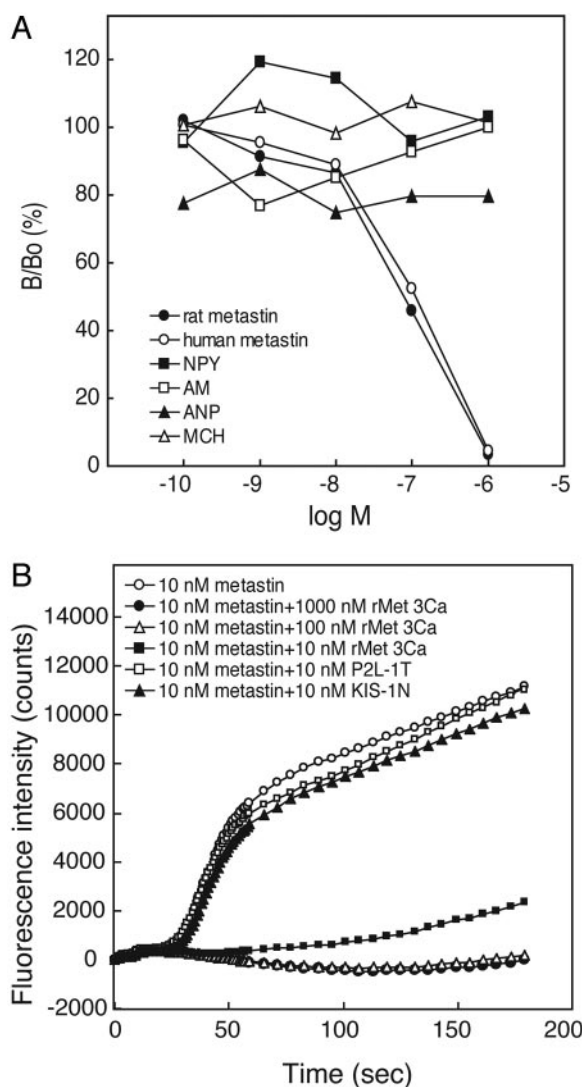 A
120
100
80
60
40
20
0
B/B0 (%)
rat metastin
human metastin
NPY
AM
ANP
MCH
-10 -9 -8 -7 -6 -5
log M
B
10 nM metastin
10 nM metastin+1000 nM rMet 3Ca
10 nM metastin+100 nM rMet 3Ca
10 nM metastin+10 nM rMet 3Ca
10 nM metastin+10 nM P2L-1T
10 nM metastin+10 nM KIS-1N
14000
12000
10000
8000
6000
4000
2000
0
-2000
Fluorescence intensity (counts)
0 50 100 150 200
Time (sec)